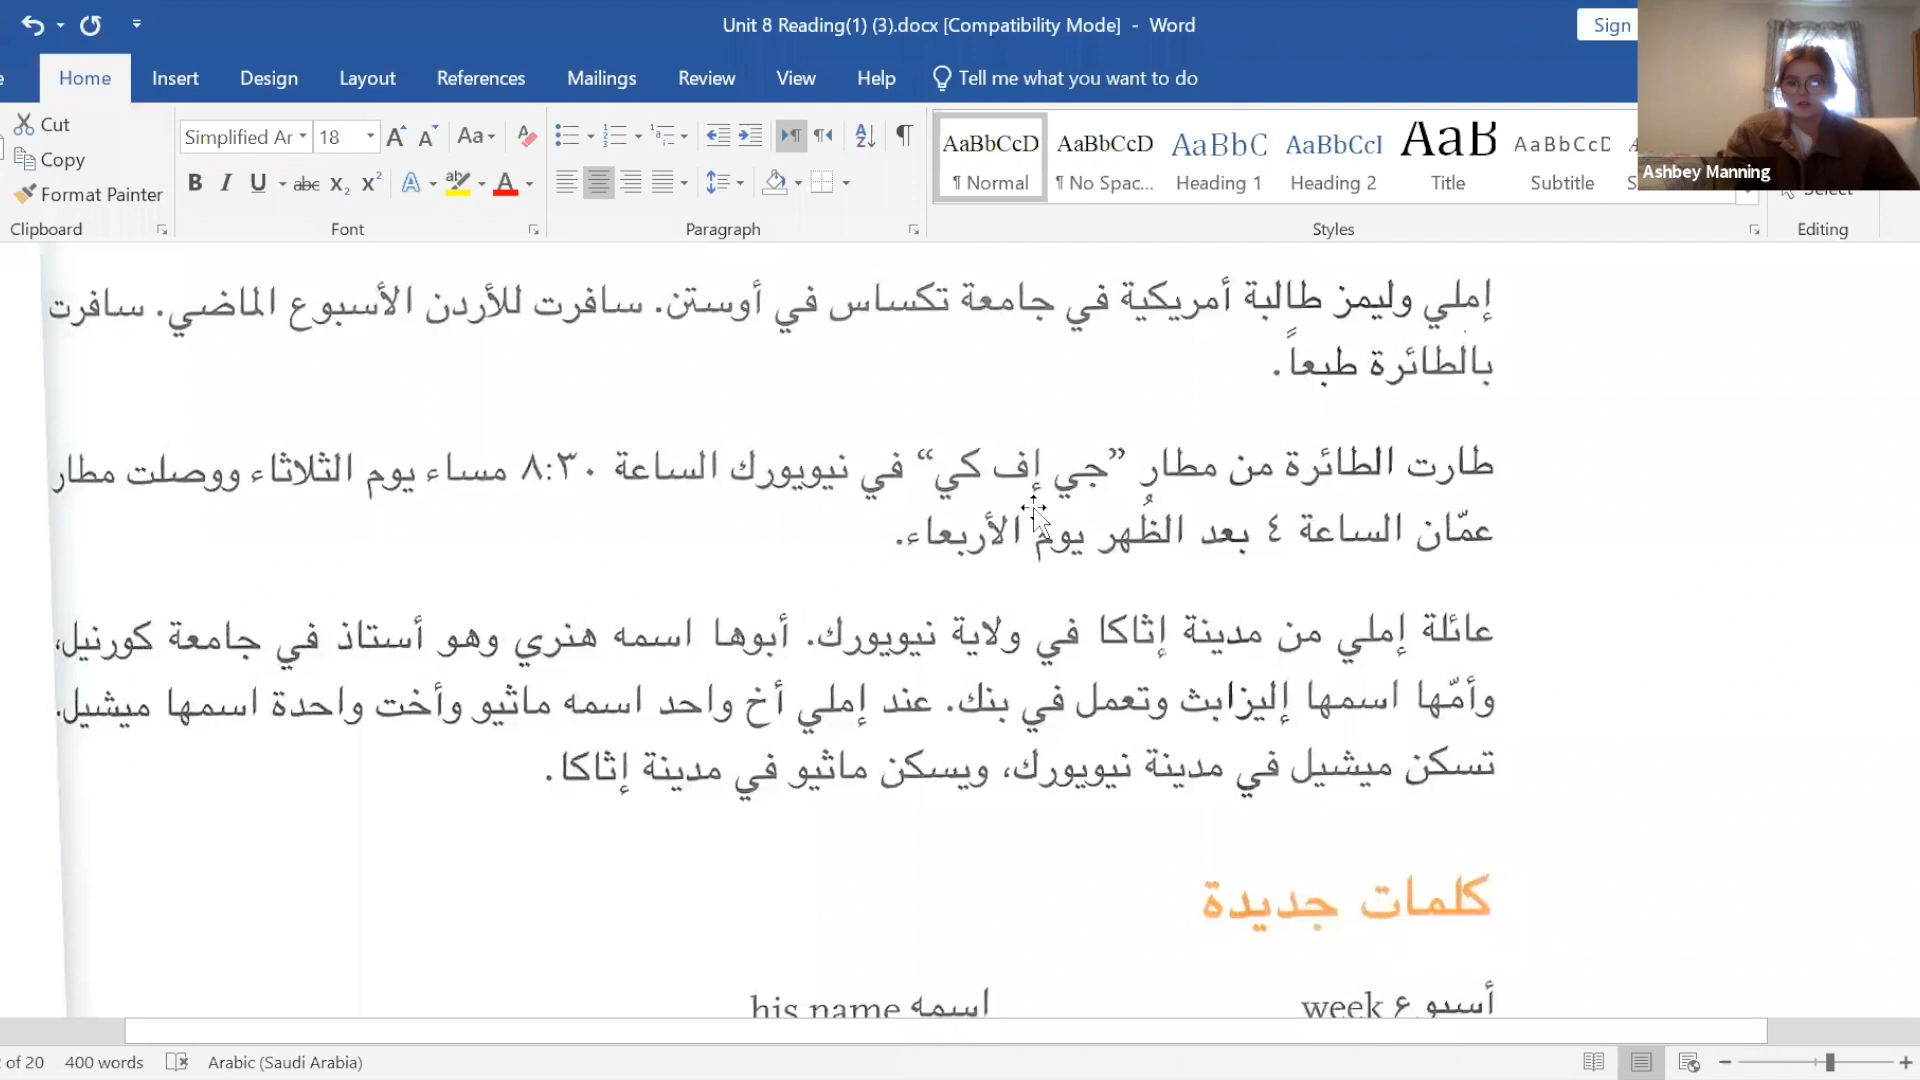 Unit 8 Reading(1) (3).docx [Compatibility Mode] - Word
Sign
Home Insert Design Layout References Mailings Review View Help Tell me what you want to do
Cut
Copy
Format Painter
Clipboard
Simplified Ar 18
Font
Paragraph
AaBbCcD ¶ Normal
AaBbCcD ¶ No Spac...
AaBbC Heading 1
AaBbCcI Heading 2
AaB Title
AaBbCcD Subtitle
Styles
Select
Editing
Ashbey Manning
إملي وليمز طالبة أمريكية في جامعة تكساس في أوستن. سافرت للأردن الأسبوع الماضي. سافرت
بالطائرة طبعاً.
طارت الطائرة من مطار ”جي إف كي“ في نيويورك الساعة ٨:٣٠ مساء يوم الثلاثاء ووصلت مطار
عمّان الساعة ٤ بعد الظُهر يوم الأربعاء.
عائلة إملي من مدينة إثاكا في ولاية نيويورك. أبوها اسمه هنري وهو أستاذ في جامعة كورنيل،
وأمّها اسمها إليزابث وتعمل في بنك. عند إملي أخ واحد اسمه ماثيو وأخت واحدة اسمها ميشيل.
تسكن ميشيل في مدينة نيويورك، ويسكن ماثيو في مدينة إثاكا.
كلمات جديدة
أسبوع week اسمه his name
of 20 400 words Arabic (Saudi Arabia)